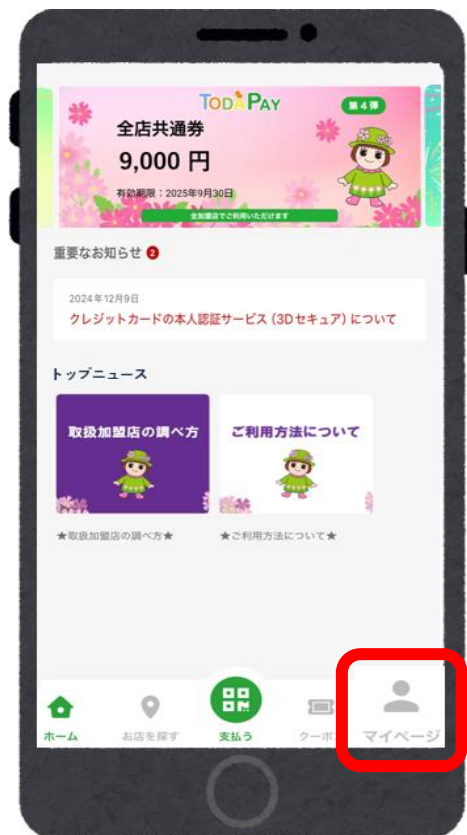 TODAPAY
第4弾
全店共通券
9,000 円
有効期限:2025年9月30日
全加盟店でご利用いただけます
重要なお知らせ 2
2024年12月9日
クレジットカードの本人認証サービス (3Dセキュア) について
トップニュース
取扱加盟店の調べ方
ご利用方法について
★取扱加盟店の調べ方★
★ご利用方法について★
ホーム
お店を探す
支払う
クーポ
マイページ